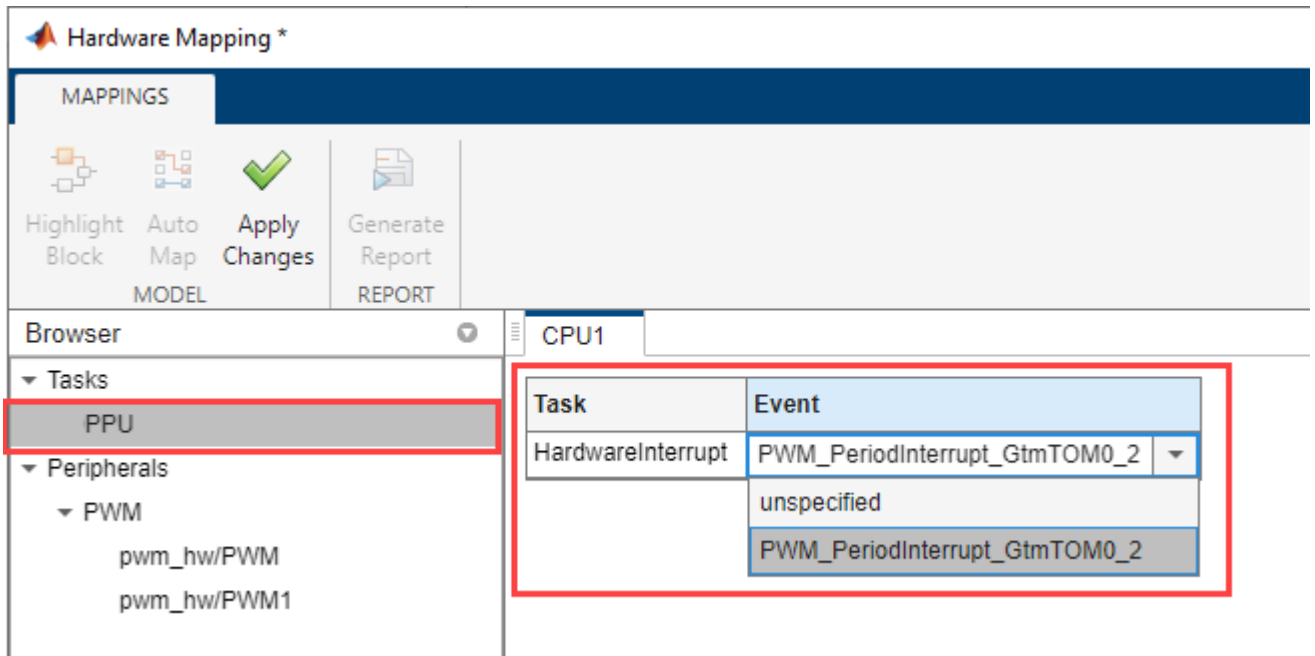 Hardware Mapping *
MAPPINGS
Highlight Block
Auto Map
Apply Changes
Generate Report
MODEL
REPORT
Browser
CPU1
Tasks
PPU
Peripherals
PWM
pwm_hw/PWM
pwm_hw/PWM1
Task Event
HardwareInterrupt PWM_PeriodInterrupt_GtmTOM0_2
unspecified
PWM_PeriodInterrupt_GtmTOM0_2